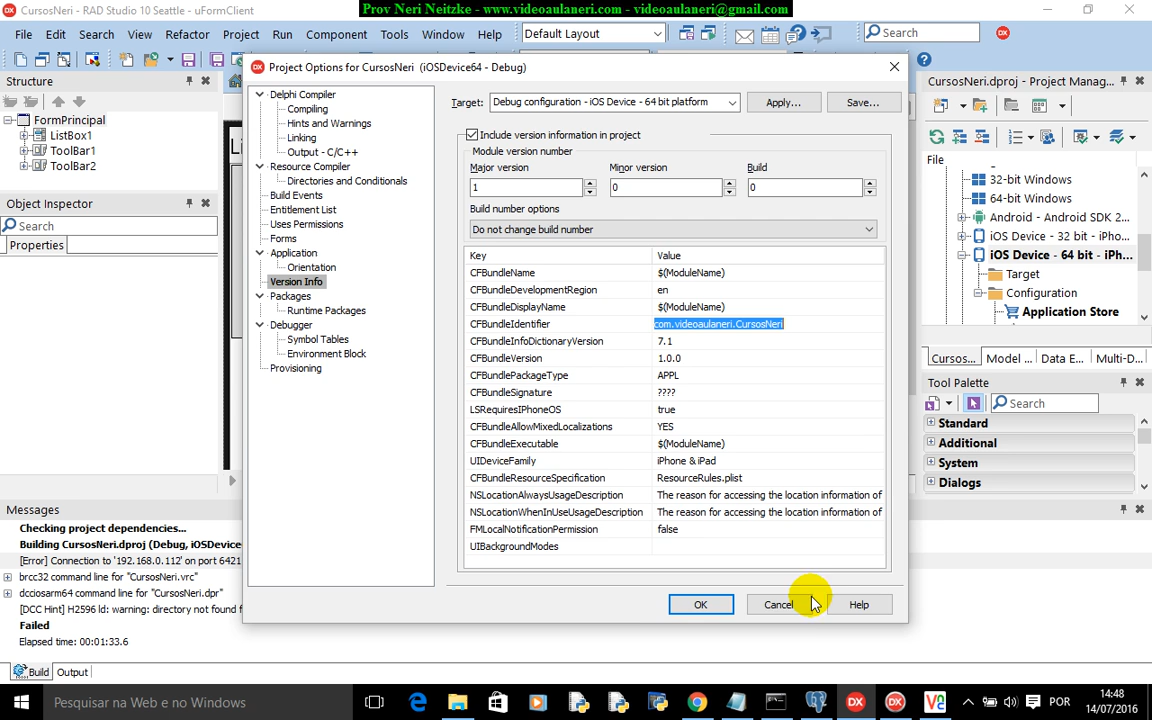 CursosNeri - RAD Studio 10 Seattle - uFormClient
Prov Neri Neitzke - www.videoaulaneri.com - videoaulaneri@gmail.com
File Edit Search View Refactor Project Run Component Tools Window Help
Default Layout
Search
Structure
FormPrincipal
ListBox1
ToolBar1
ToolBar2
Object Inspector
Search
Properties
Project Options for CursosNeri (iOSDevice64 - Debug)
Delphi Compiler
Compiling
Hints and Warnings
Linking
Output - C/C++
Resource Compiler
Directories and Conditionals
Build Events
Entitlement List
Uses Permissions
Forms
Application
Orientation
Version Info
Packages
Runtime Packages
Debugger
Symbol Tables
Environment Block
Provisioning
Target: Debug configuration - iOS Device - 64 bit platform Apply... Save...
Include version information in project
Module version number
Major version Minor version Build
1 0 0
Build number options
Do not change build number
Key Value
CFBundleName $(ModuleName)
CFBundleDevelopmentRegion en
CFBundleDisplayName $(ModuleName)
CFBundleIdentifier com.videoaulaneri.CursosNeri
CFBundleInfoDictionaryVersion 7.1
CFBundleVersion 1.0.0
CFBundlePackageType APPL
CFBundleSignature ????
LSRequiresIPhoneOS true
CFBundleAllowMixedLocalizations YES
CFBundleExecutable $(ModuleName)
UIDeviceFamily iPhone & iPad
CFBundleResourceSpecification ResourceRules.plist
NSLocationAlwaysUsageDescription The reason for accessing the location information of
NSLocationWhenInUseUsageDescription The reason for accessing the location information of
FMLocalNotificationPermission false
UIBackgroundModes
OK Cancel Help
CursosNeri.dproj - Project Manag...
File
32-bit Windows
64-bit Windows
Android - Android SDK 2...
iOS Device - 32 bit - iPho...
iOS Device - 64 bit - iPh...
Target
Configuration
Application Store
Cursos... Model ... Data E... Multi-D...
Tool Palette
Search
Standard
Additional
System
Dialogs
Messages
Checking project dependencies...
Building CursosNeri.dproj (Debug, iOSDevice
[Error] Connection to '192.168.0.112' on port 6421
brcc32 command line for "CursosNeri.vrc"
dcciosarm64 command line for "CursosNeri.dpr"
[DCC Hint] H2596 ld: warning: directory not found f
Failed
Elapsed time: 00:01:33.6
Build Output
Pesquisar na Web e no Windows
POR
14:48
14/07/2016